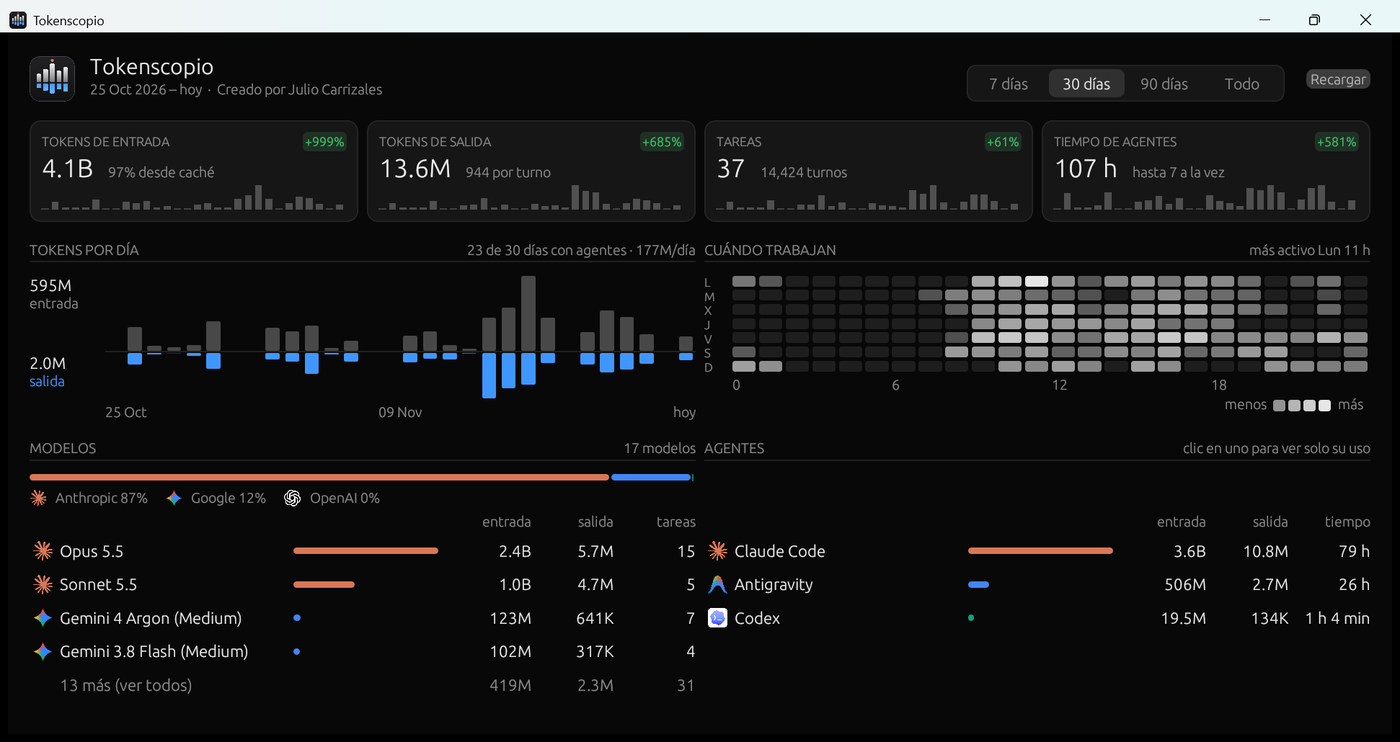 Tokenscopio
Tokenscopio
25 Oct 2026 – hoy · Creado por Julio Carrizales
7 días 30 días 90 días Todo
Recargar
TOKENS DE ENTRADA +999%
4.1B 97% desde caché
TOKENS DE SALIDA +685%
13.6M 944 por turno
TAREAS +61%
37 14,424 turnos
TIEMPO DE AGENTES +581%
107 h hasta 7 a la vez
TOKENS POR DÍA 23 de 30 días con agentes · 177M/día
595M
entrada
2.0M
salida
25 Oct 09 Nov hoy
CUÁNDO TRABAJAN más activo Lun 11 h
L
M
X
J
V
S
D
0 6 12 18
menos más
MODELOS 17 modelos
Anthropic 87% Google 12% OpenAI 0%
entrada salida tareas
Opus 5.5 2.4B 5.7M 15
Sonnet 5.5 1.0B 4.7M 5
Gemini 4 Argon (Medium) 123M 641K 7
Gemini 3.8 Flash (Medium) 102M 317K 4
13 más (ver todos) 419M 2.3M 31
AGENTES clic en uno para ver solo su uso
entrada salida tiempo
Claude Code 3.6B 10.8M 79 h
Antigravity 506M 2.7M 26 h
Codex 19.5M 134K 1 h 4 min